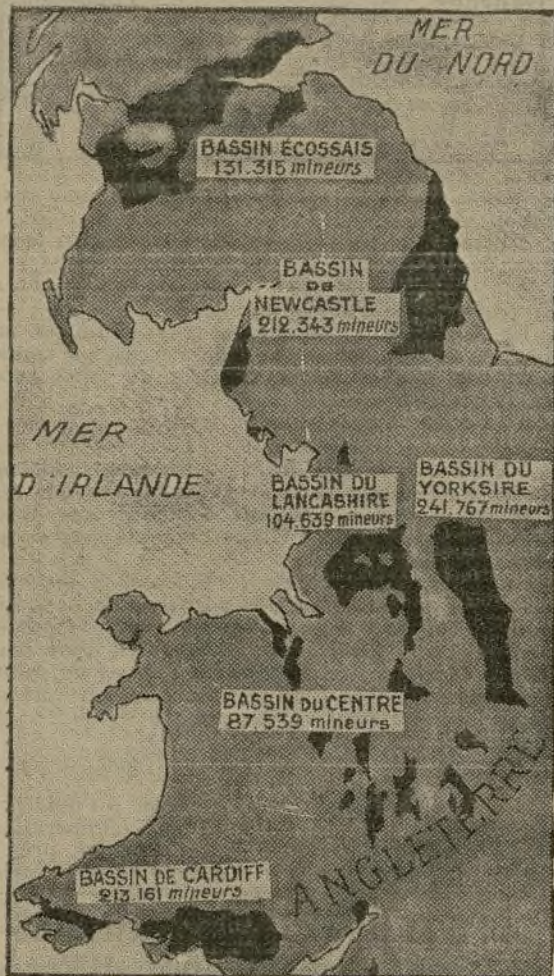 MER
DU NORD
BASSIN ÉCOSSAIS
131.315 mineurs
BASSIN
DE
NEWCASTLE
212.343 mineurs
MER
D'IRLANDE
BASSIN DU
LANCASHIRE
104.639 mineurs
BASSIN DU
YORKSIRE
241.767 mineurs
BASSIN DU CENTRE
87.539 mineurs
ANGLETERRE
BASSIN DE CARDIFF
213.161 mineurs